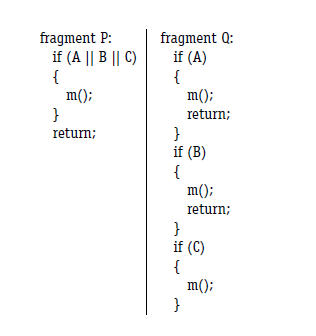 fragment P:
if (A || B || C)
{
m();
}
return;
fragment Q:
if (A)
{
m();
return;
}
if (B)
{
m();
return;
}
if (C)
{
m();
}